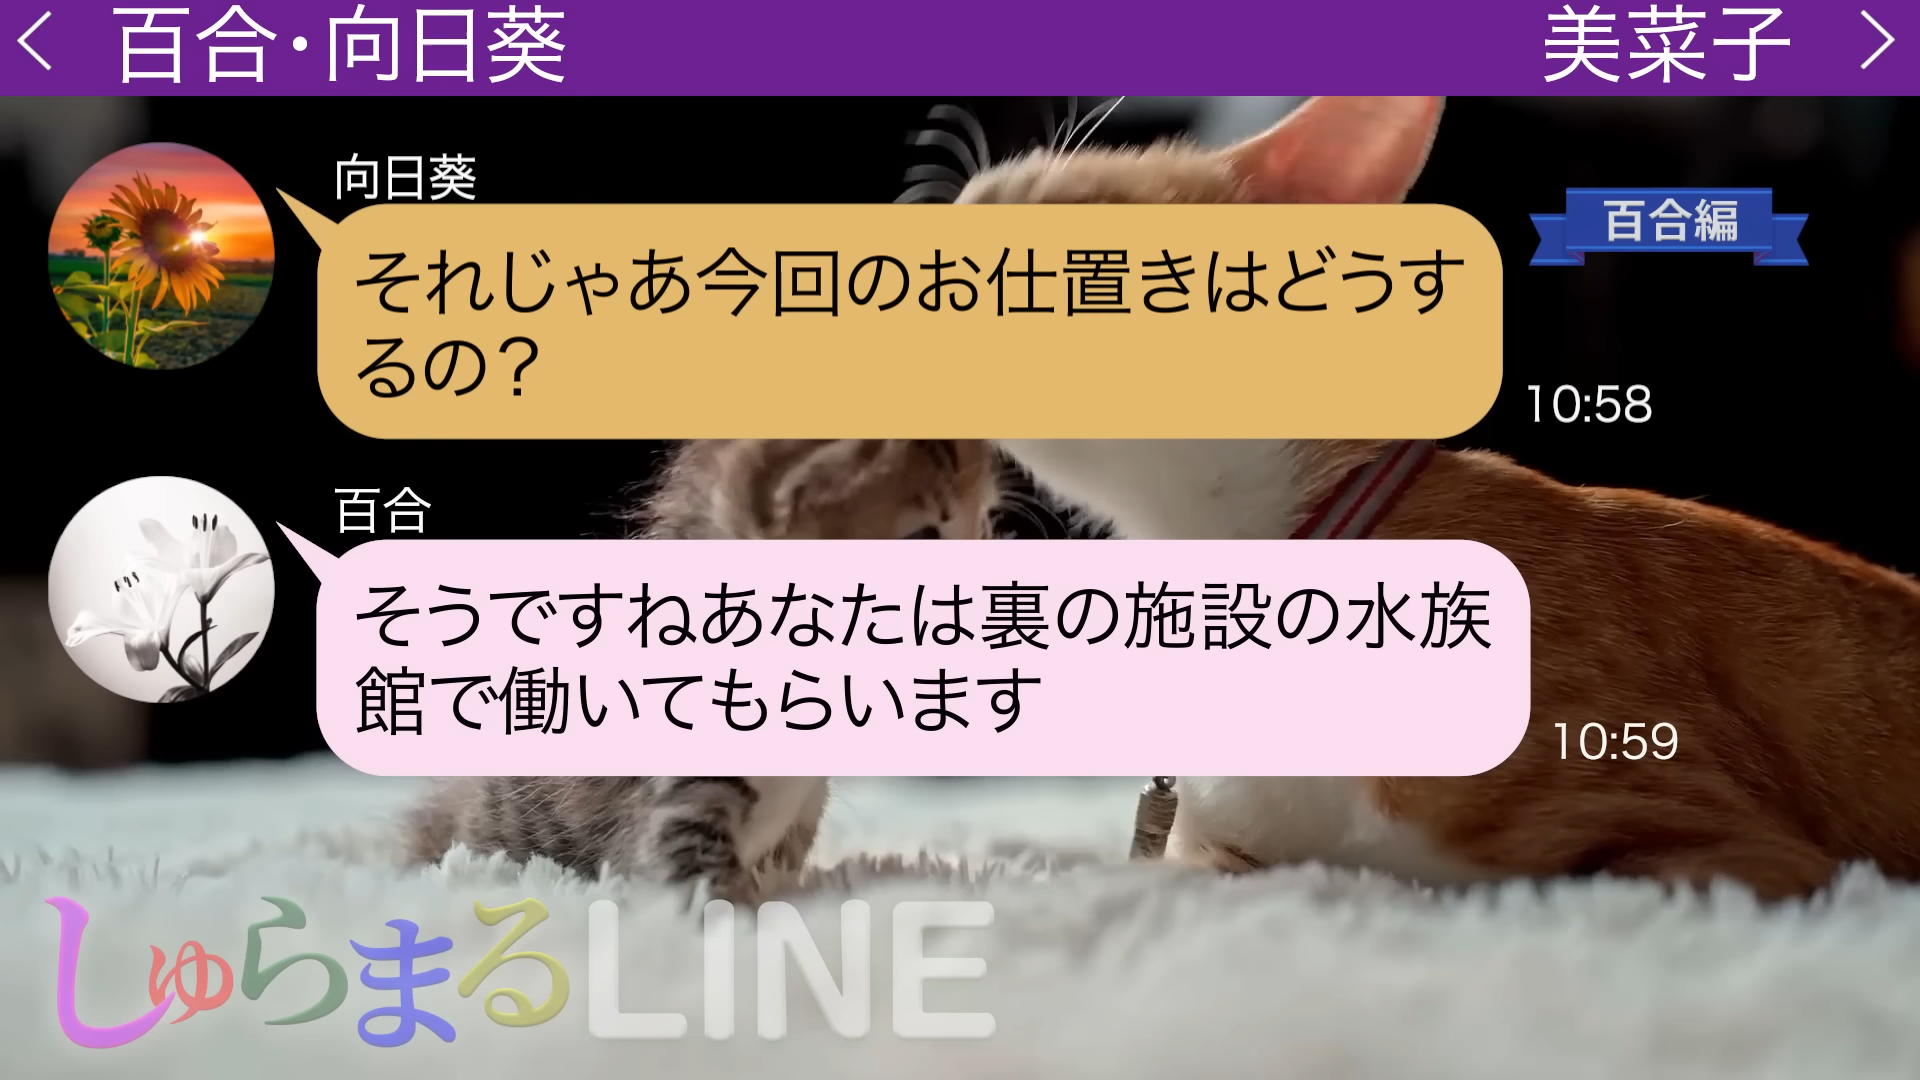 百合・向日葵
美菜子
向日葵
百合編
それじゃあ今回のお仕置きはどうす
るの？
10:58
百合
そうですねあなたは裏の施設の水族
館で働いてもらいます
10:59
しゅらまるLINE